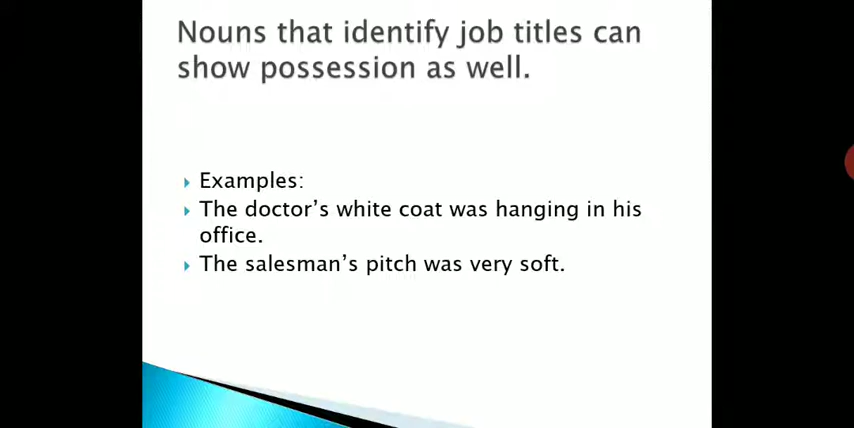 Nouns that identify job titles can
show possession as well.
Examples:
The doctor's white coat was hanging in his
office.
The salesman's pitch was very soft.